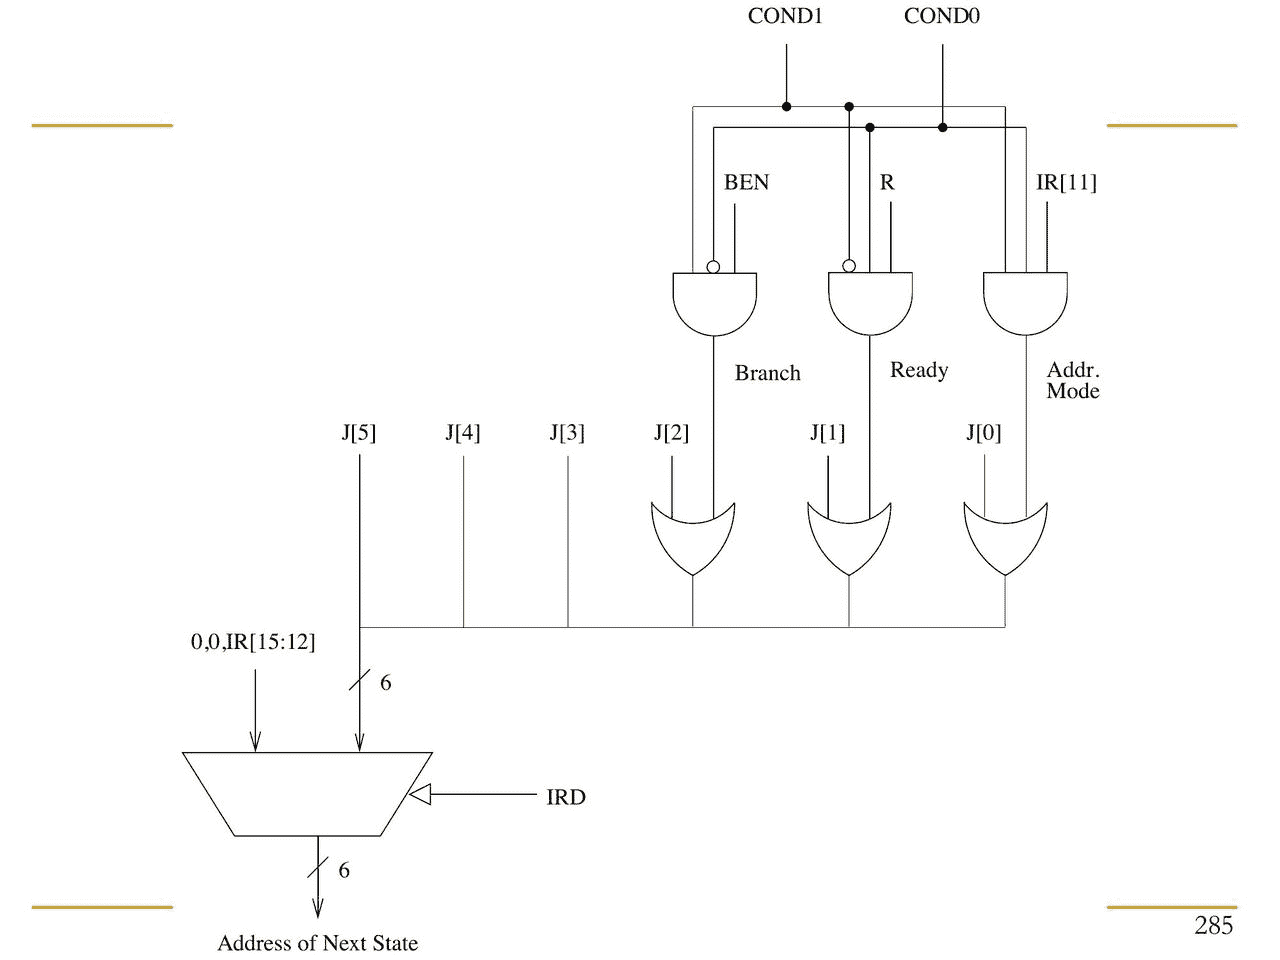 COND1 COND0
BEN R IR[11]
Branch Ready Addr.
Mode
J[5] J[4] J[3] J[2] J[1] J[0]
0,0,IR[15:12]
6
IRD
6
285
Address of Next State